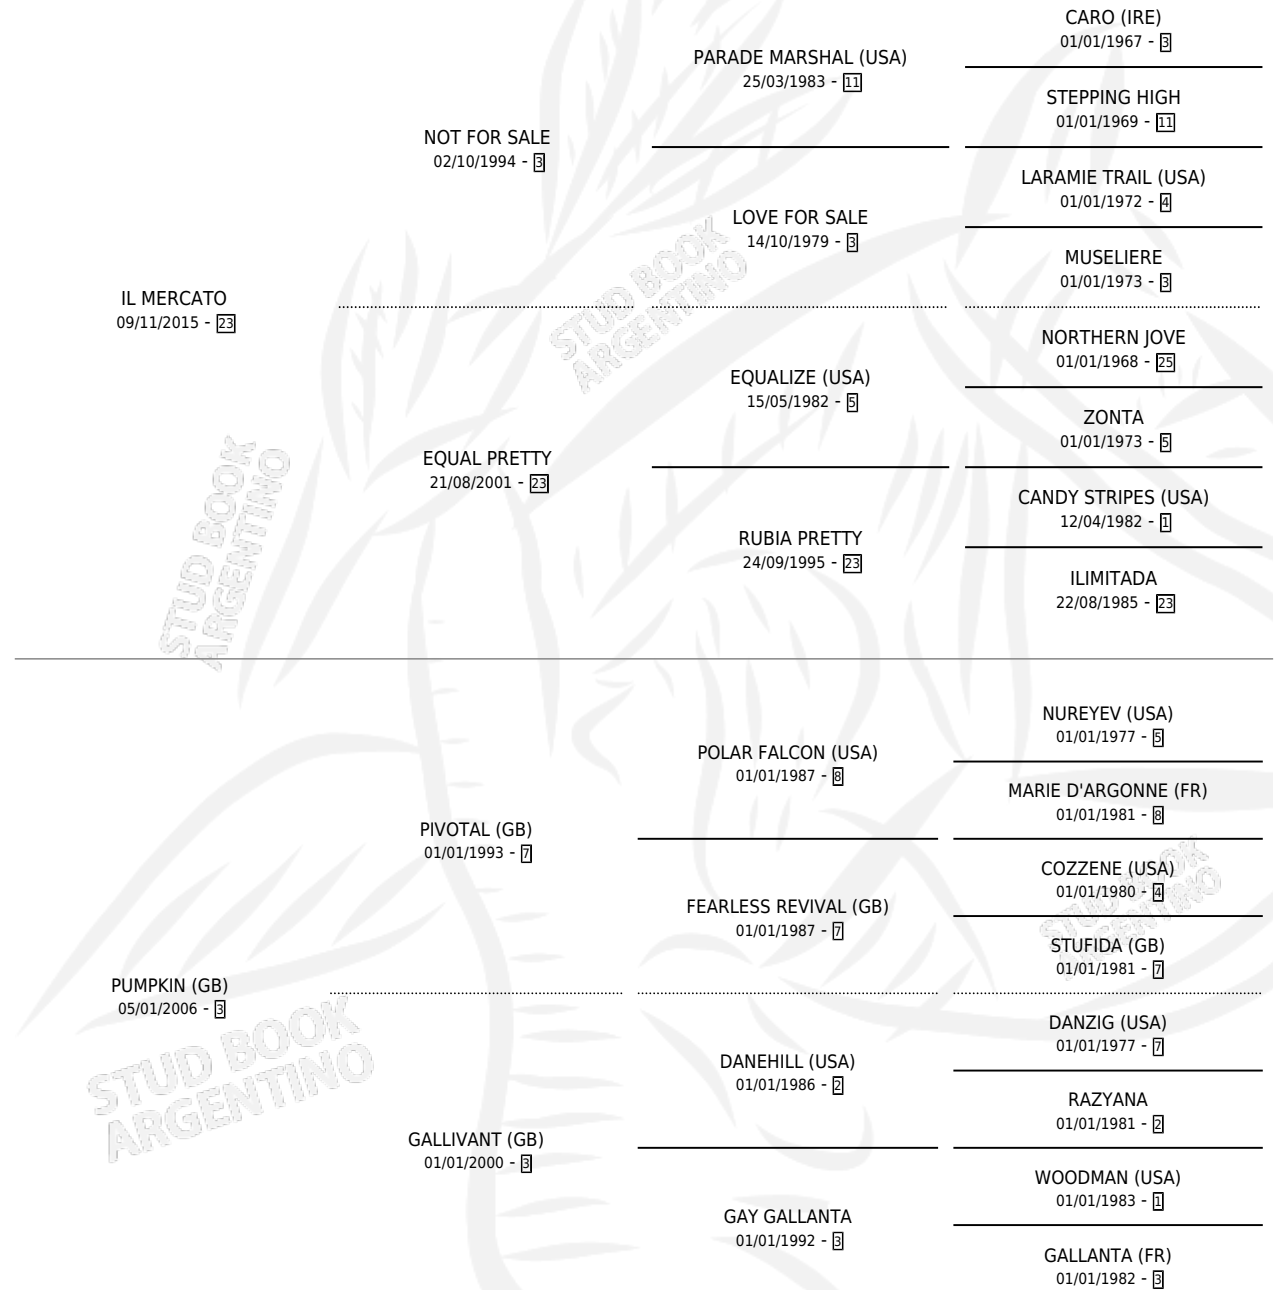 CARO (IRE)
01/01/1967 - 3
PARADE MARSHAL (USA)
25/03/1983 - 11
STEPPING HIGH
01/01/1969 - 11
NOT FOR SALE
02/10/1994 - 3
LARAMIE TRAIL (USA)
01/01/1972 - 4
LOVE FOR SALE
14/10/1979 - 3
MUSELIERE
01/01/1973 - 3
IL MERCATO
09/11/2015 - 23
NORTHERN JOVE
01/01/1968 - 25
EQUALIZE (USA)
15/05/1982 - 5
ZONTA
01/01/1973 - 5
EQUAL PRETTY
21/08/2001 - 23
CANDY STRIPES (USA)
12/04/1982 - 1
RUBIA PRETTY
24/09/1995 - 23
ILIMITADA
22/08/1985 - 23
NUREYEV (USA)
01/01/1977 - 5
POLAR FALCON (USA)
01/01/1987 - 8
MARIE D'ARGONNE (FR)
01/01/1981 - 8
PIVOTAL (GB)
01/01/1993 - 7
COZZENE (USA)
01/01/1980 - 4
FEARLESS REVIVAL (GB)
01/01/1987 - 7
STUFIDA (GB)
01/01/1981 - 7
PUMPKIN (GB)
05/01/2006 - 3
DANZIG (USA)
01/01/1977 - 7
DANEHILL (USA)
01/01/1986 - 2
RAZYANA
01/01/1981 - 2
GALLIVANT (GB)
01/01/2000 - 3
WOODMAN (USA)
01/01/1983 - 1
GAY GALLANTA
01/01/1992 - 3
GALLANTA (FR)
01/01/1982 - 3
STUD BOOK
ARGENTINO
STUD BOOK
ARGENTINO
STUD BOOK
ARGENTINO
STUD BOOK
ARGENTINO